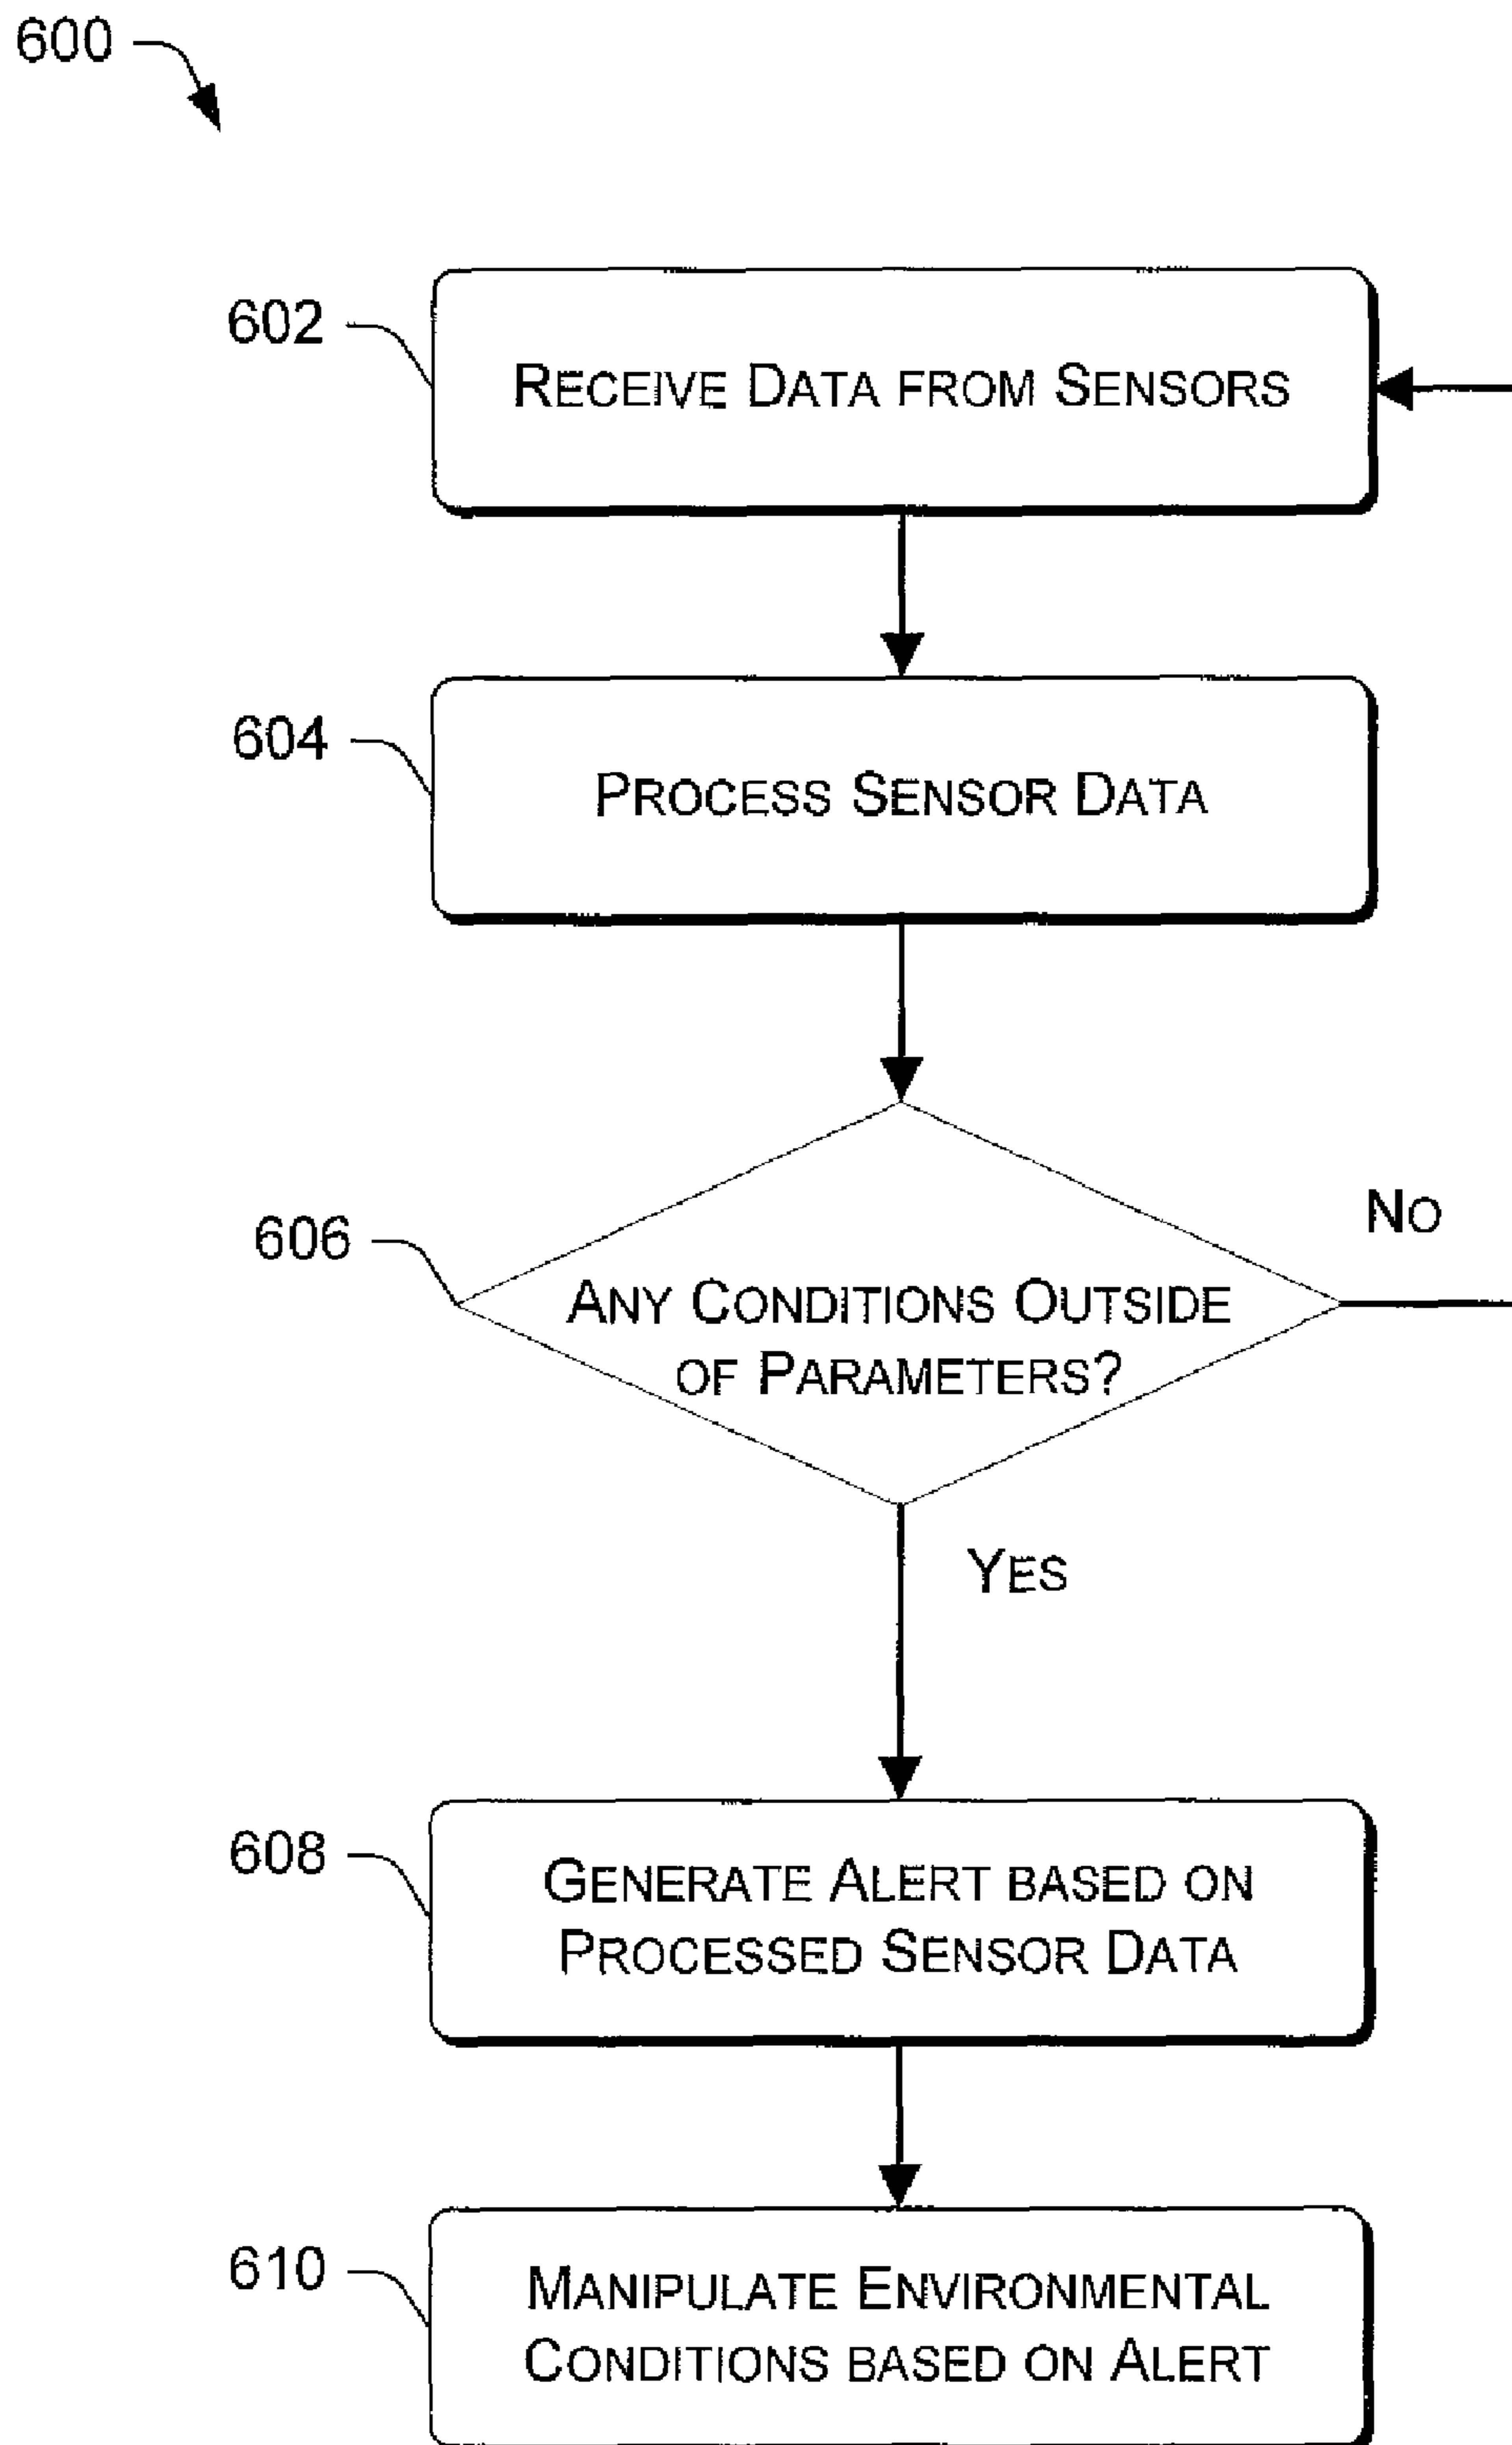 600
602
RECEIVE DATA FROM SENSORS
604
PROCESS SENSOR DATA
606
ANY CONDITIONS OUTSIDE
OF PARAMETERS?
NO
YES
608
GENERATE ALERT BASED ON
PROCESSED SENSOR DATA
610
MANIPULATE ENVIRONMENTAL
CONDITIONS BASED ON ALERT